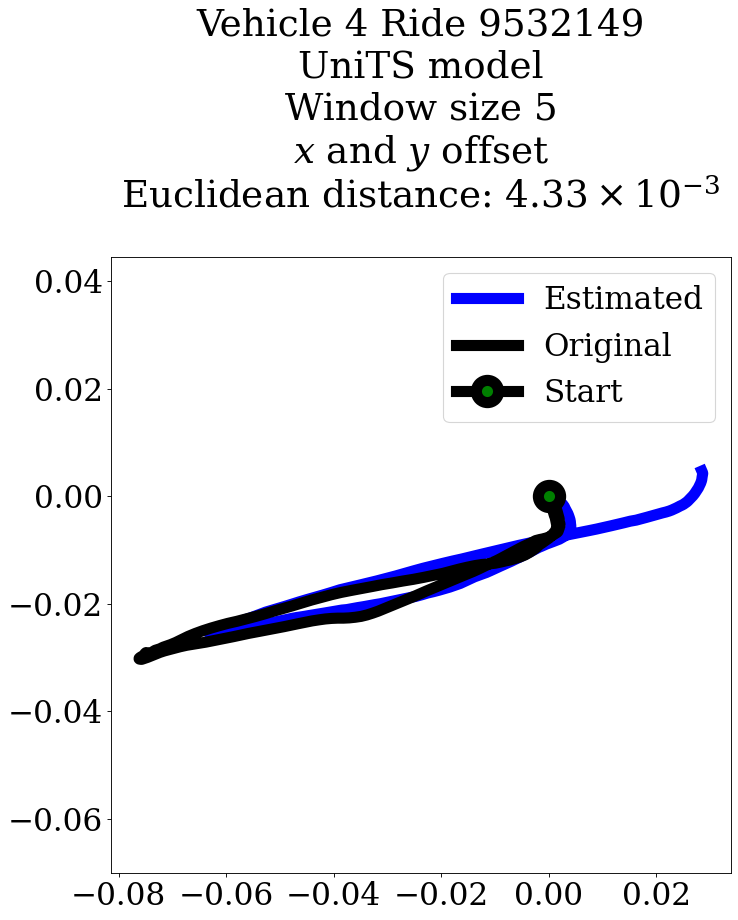 Vehicle 4 Ride 9532149
UniTS model
Window size 5
x and y offset
Euclidean distance: 4.33 × 10⁻³
Estimated
Original
Start
0.04
0.02
0.00
−0.02
−0.04
−0.06
−0.08 −0.06 −0.04 −0.02 0.00 0.02